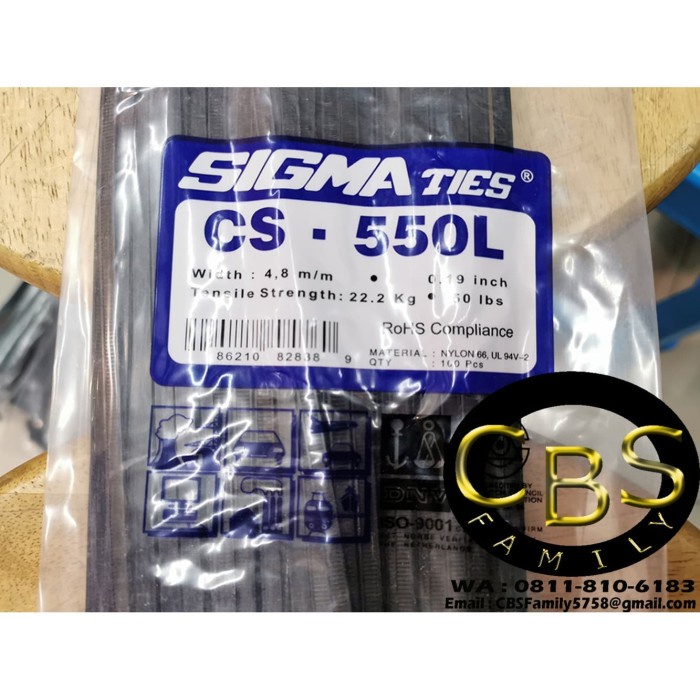 SIGMA TIES®
CS - 550L
Width : 4,8 m/m • 0.19 inch
Tensile Strength: 22.2 Kg • 50 lbs
RoHS Compliance
86210 82838 9
MATERIAL : NYLON 66, UL 94V-2
QTY : 100 Pcs
DNV
ISO-9001
NETHERLANDS
CBS
FAMILY
WA : 0811-810-6183
Email : CBSFamily5758@gmail.com